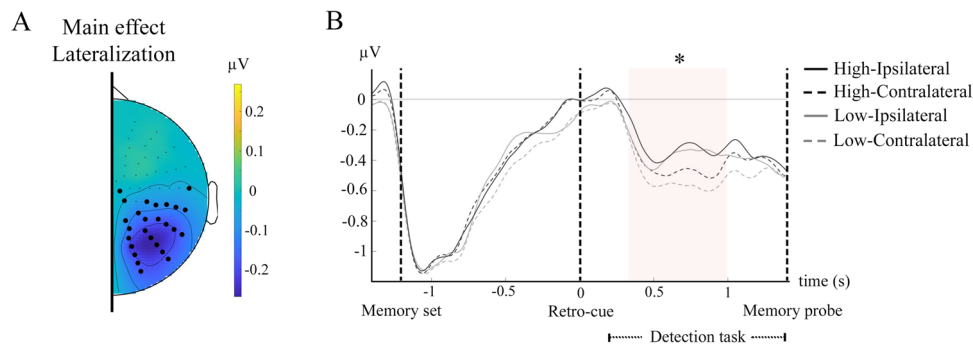 A
Main effect
Lateralization
µV
0.2
0.1
0
-0.1
-0.2
B
µV
0
-0.2
-0.4
-0.6
-0.8
-1
*
High-Ipsilateral
High-Contralateral
Low-Ipsilateral
Low-Contralateral
-1
-0.5
0
0.5
1
time (s)
Memory set
Retro-cue
Memory probe
Detection task